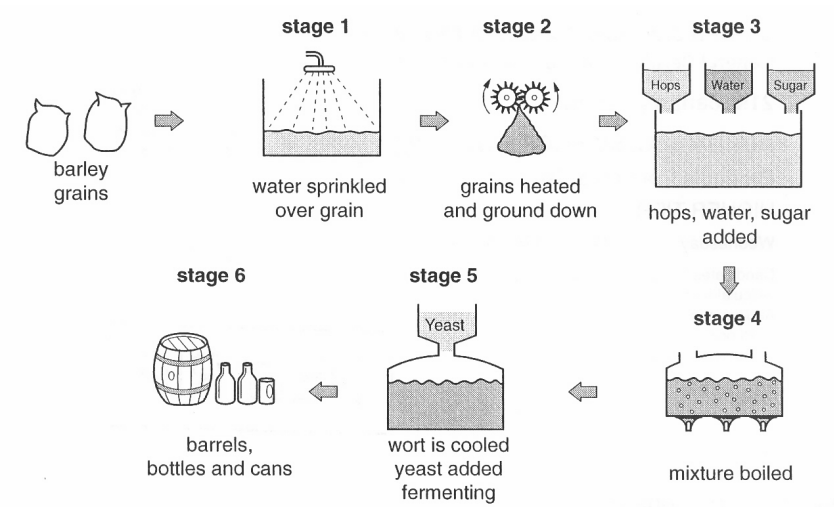 stage 1
stage 2
stage 3
Hops
Water
Sugar
barley
grains
water sprinkled
over grain
grains heated
and ground down
hops, water, sugar
added
stage 4
mixture boiled
stage 5
Yeast
wort is cooled
yeast added
fermenting
stage 6
barrels,
bottles and cans